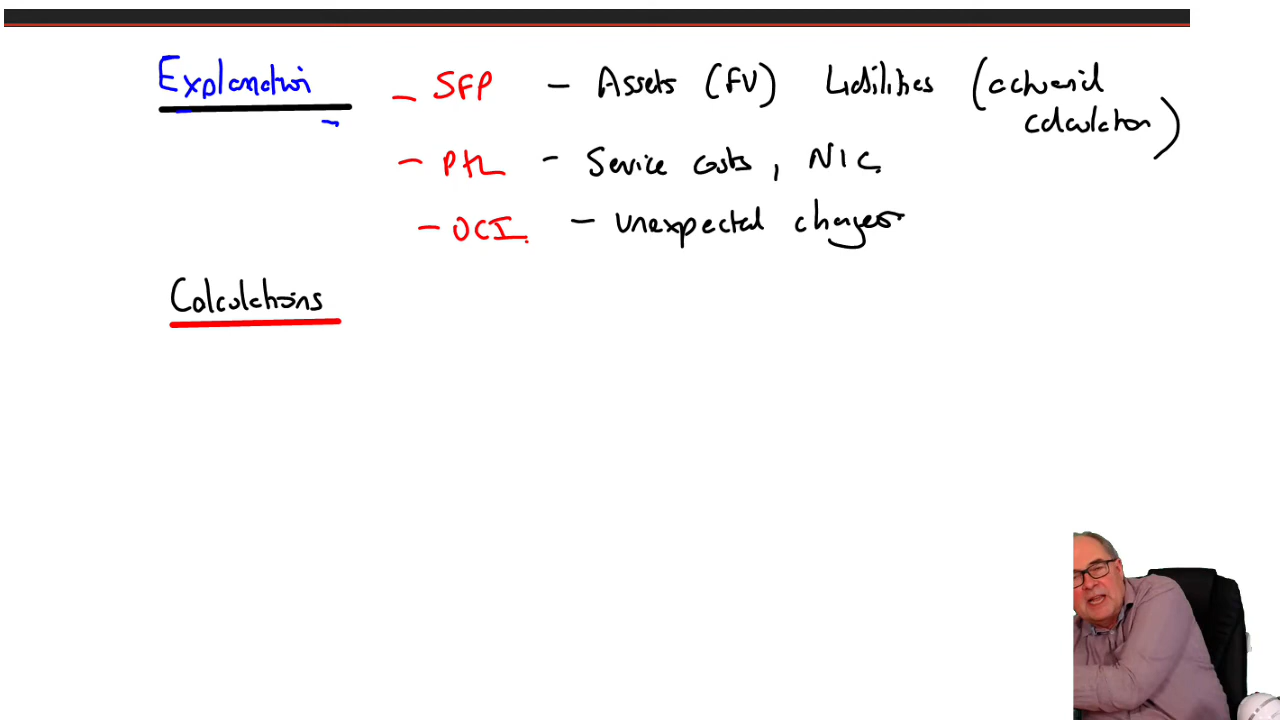 Explanation
- SFP - Assets (FV) Liabilities (actuarial
calculation)
- P+L - Service costs, NIC
- OCI - unexpected changes
Calculations